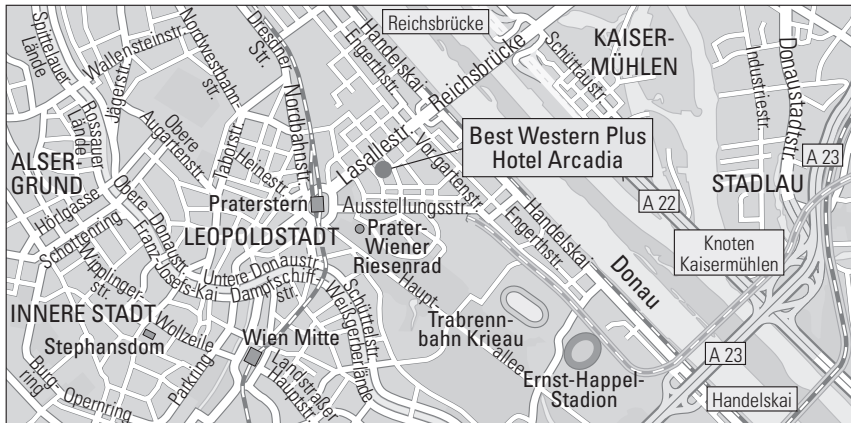 Spittelauer
Lände
Wallensteinstr.
Jägerstr.
Nordwestbahn-
str.
Dresdner
Str.
Nordbahnstr.
Handelskai
Engerthstr.
Reichsbrücke
Reichsbrücke
Schüttaustr.
KAISER-
MÜHLEN
Industriestr.
Donaustadtstr.
A 23
Rossauer
Lände
Obere
Augartenstr.
Taborstr.
Heinestr.
Lasallestr.
Vorgartenstr.
Best Western Plus
Hotel Arcadia
STADLAU
A 22
ALSER-
GRUND
Hörlgasse
Schottenring
Obere Donaustr.
Franz-Josefs-Kai
Praterstern
LEOPOLDSTADT
Ausstellungsstr.
Prater-
Wiener
Riesenrad
Engerthstr.
Handelskai
Donau
Knoten
Kaisermühlen
Wipplinger-
str.
Untere Donaustr.
Dampfschiff-
str.
Weißgerberlände
Schüttelstr.
Haupt-
allee
Trabrenn-
bahn Krieau
INNERE STADT
Stephansdom
Wollzeile
Wien Mitte
Parkring
Landstraßer
Hauptstr.
Burg-
ring
Opernring
Ernst-Happel-
Stadion
A 23
Handelskai